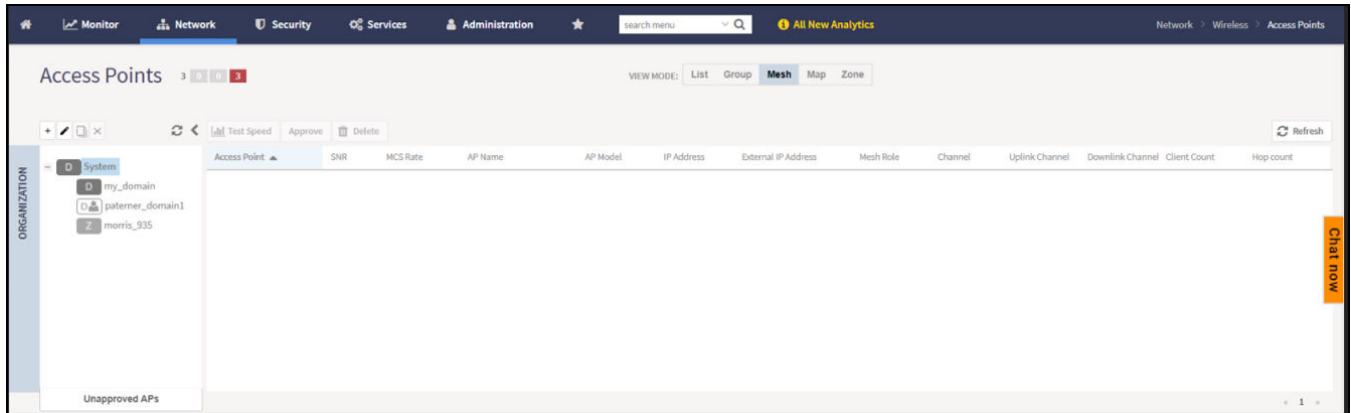 Monitor Network Security Services Administration search menu All New Analytics Network > Wireless > Access Points
Access Points 3 0 0 3 VIEW MODE: List Group Mesh Map Zone
Test Speed Approve Delete Refresh
ORGANIZATION
D System
D my_domain
D paterner_domain1
Z morris_935
Access Point SNR MCS Rate AP Name AP Model IP Address External IP Address Mesh Role Channel Uplink Channel Downlink Channel Client Count Hop count
Chat now
Unapproved APs
« 1 »